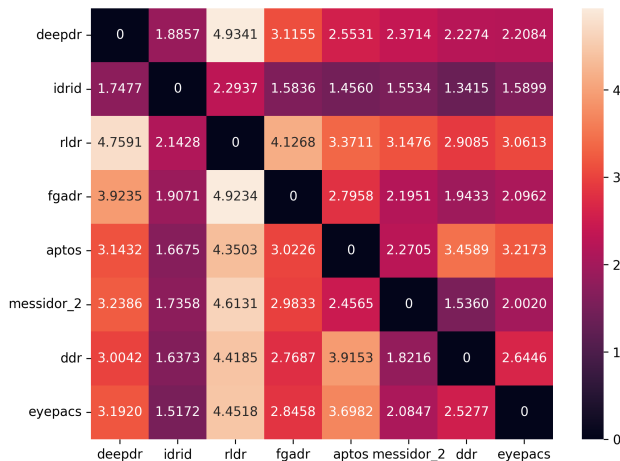 deepdr 0 1.8857 4.9341 3.1155 2.5531 2.3714 2.2274 2.2084
idrid 1.7477 0 2.2937 1.5836 1.4560 1.5534 1.3415 1.5899
rldr 4.7591 2.1428 0 4.1268 3.3711 3.1476 2.9085 3.0613
fgadr 3.9235 1.9071 4.9234 0 2.7958 2.1951 1.9433 2.0962
aptos 3.1432 1.6675 4.3503 3.0226 0 2.2705 3.4589 3.2173
messidor_2 3.2386 1.7358 4.6131 2.9833 2.4565 0 1.5360 2.0020
ddr 3.0042 1.6373 4.4185 2.7687 3.9153 1.8216 0 2.6446
eyepacs 3.1920 1.5172 4.4518 2.8458 3.6982 2.0847 2.5277 0
deepdr idrid rldr fgadr aptos messidor_2 ddr eyepacs
4
3
2
1
0